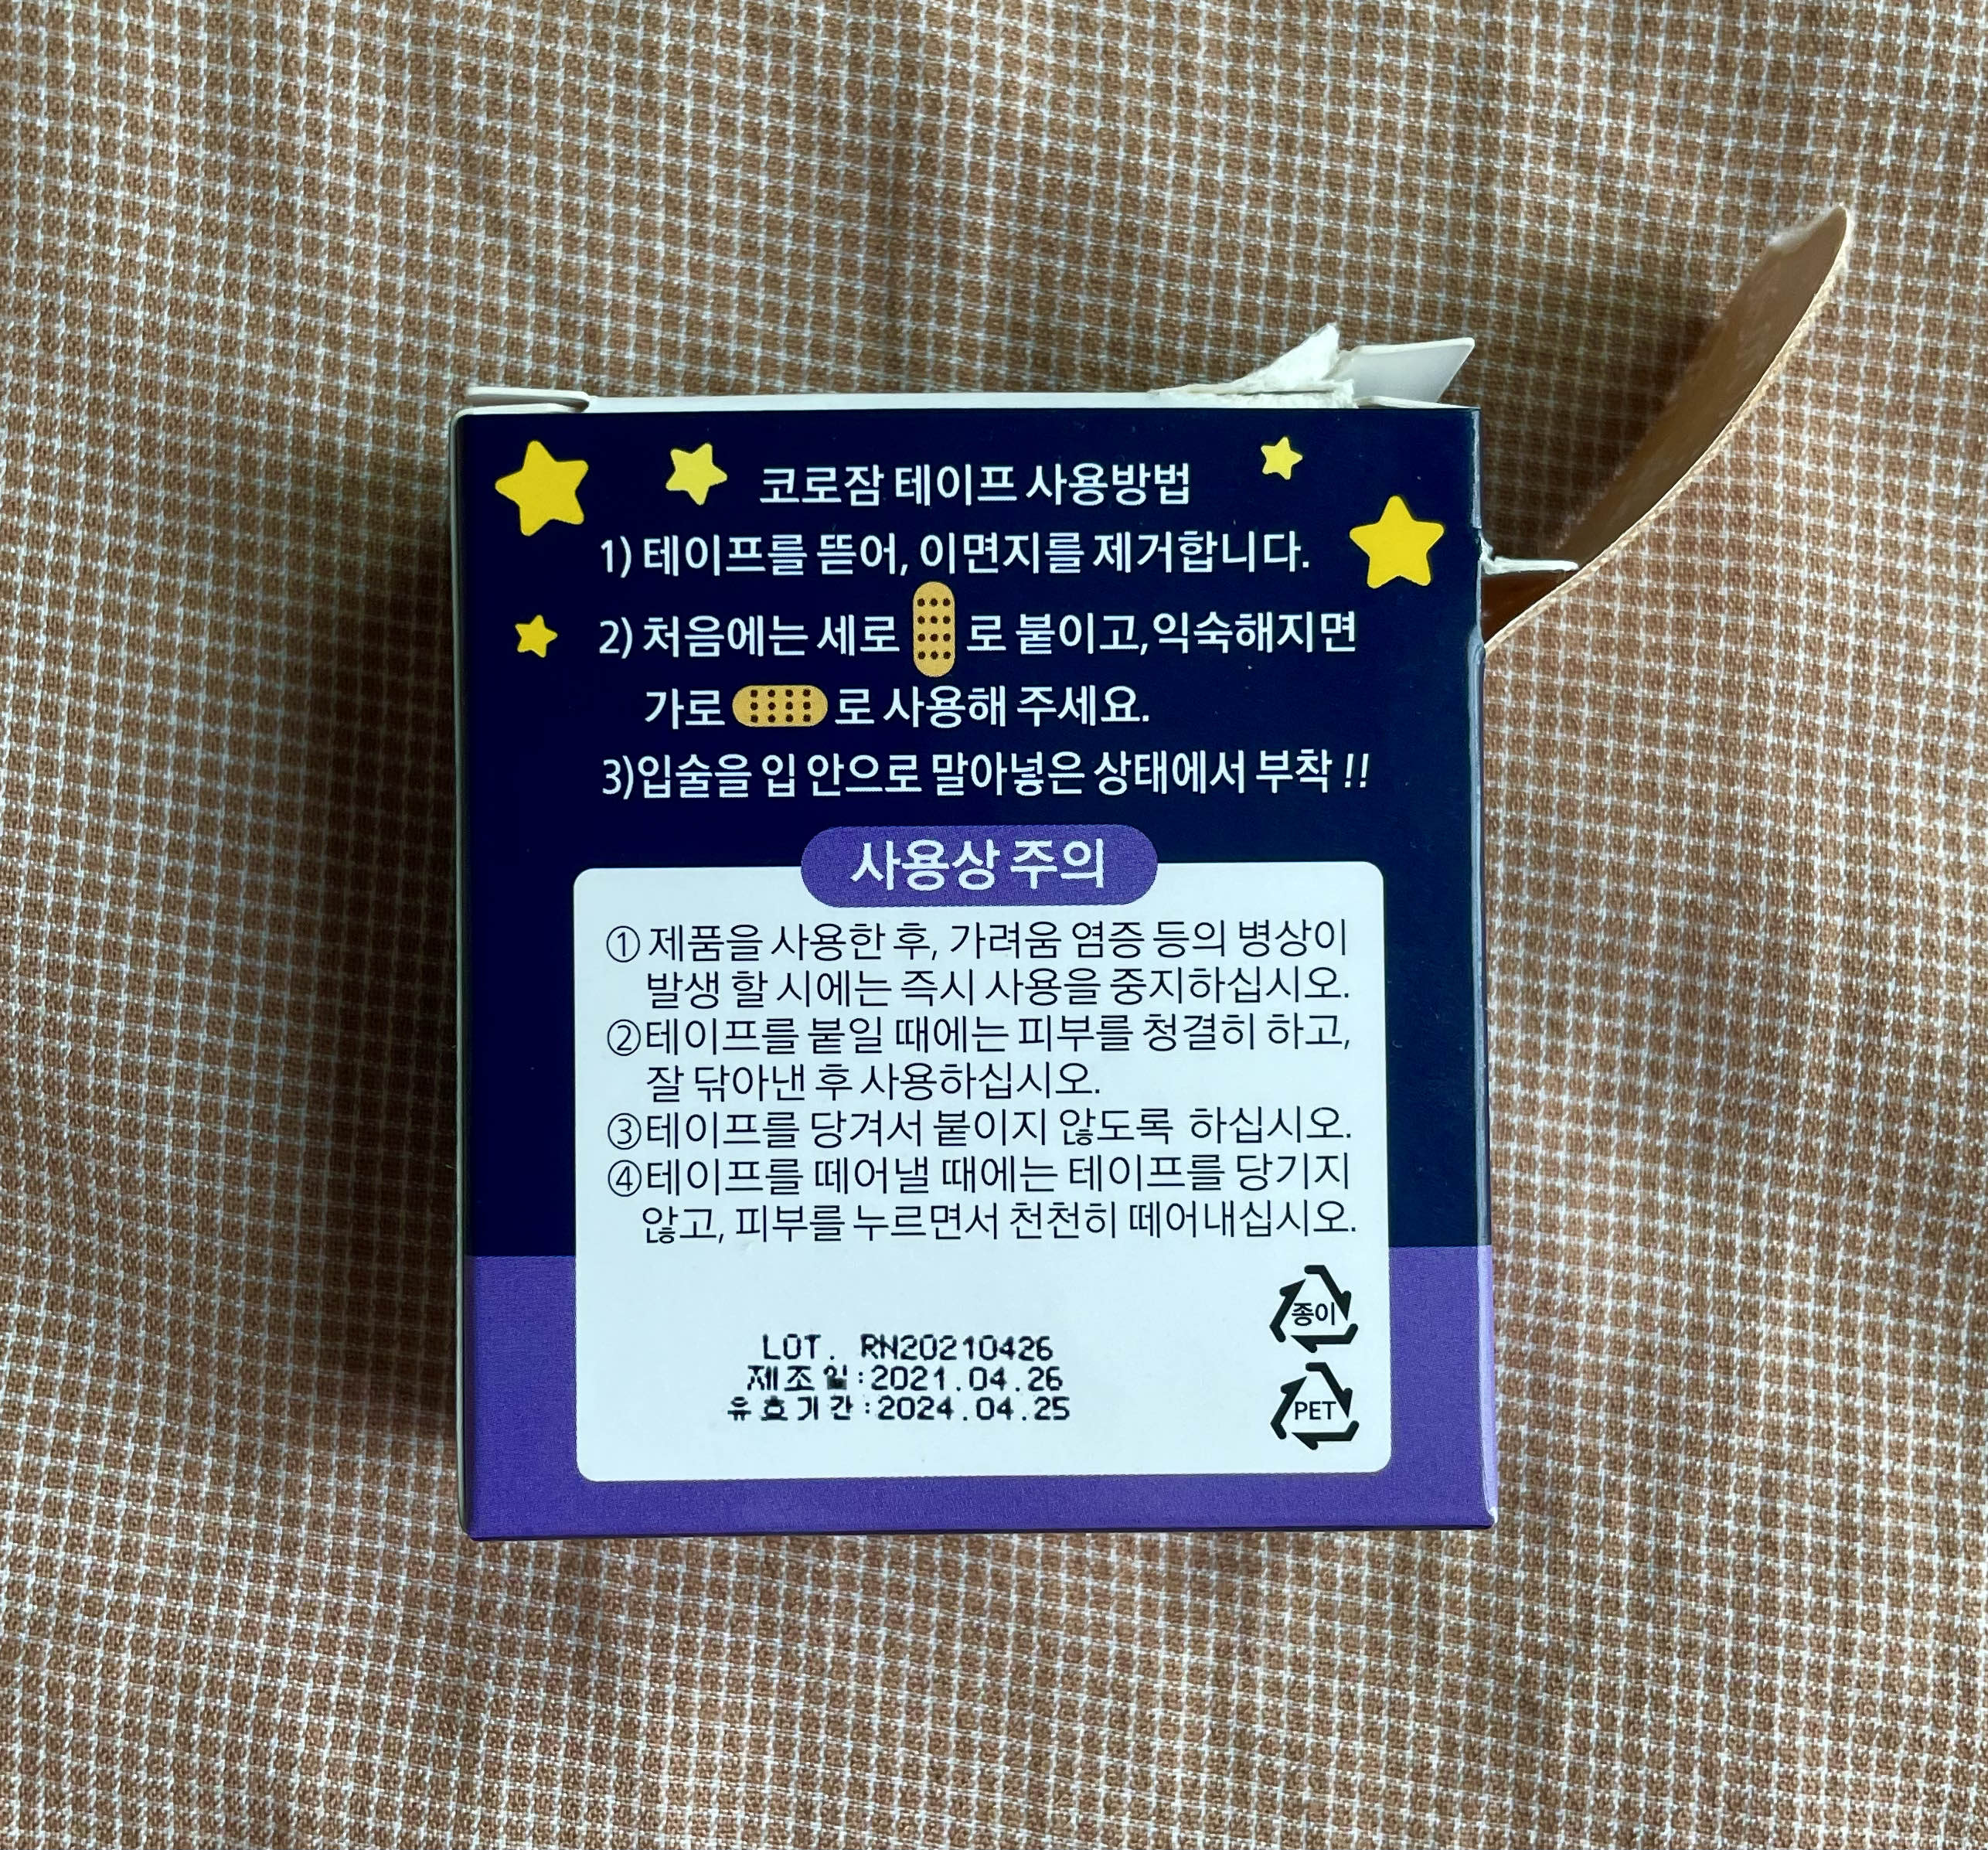 코로잠 테이프 사용방법
1) 테이프를 뜯어, 이면지를 제거합니다.
2) 처음에는 세로 로 붙이고,익숙해지면
가로 로 사용해 주세요.
3)입술을 입 안으로 말아넣은 상태에서 부착 !!
사용상 주의
① 제품을 사용한 후, 가려움 염증 등의 병상이
발생 할 시에는 즉시 사용을 중지하십시오.
②테이프를 붙일 때에는 피부를 청결히 하고,
잘 닦아낸 후 사용하십시오.
③테이프를 당겨서 붙이지 않도록 하십시오.
④테이프를 떼어낼 때에는 테이프를 당기지
않고, 피부를 누르면서 천천히 떼어내십시오.
종이
LOT. RN20210426
제조일:2021.04.26
유효기간:2024.04.25
PET